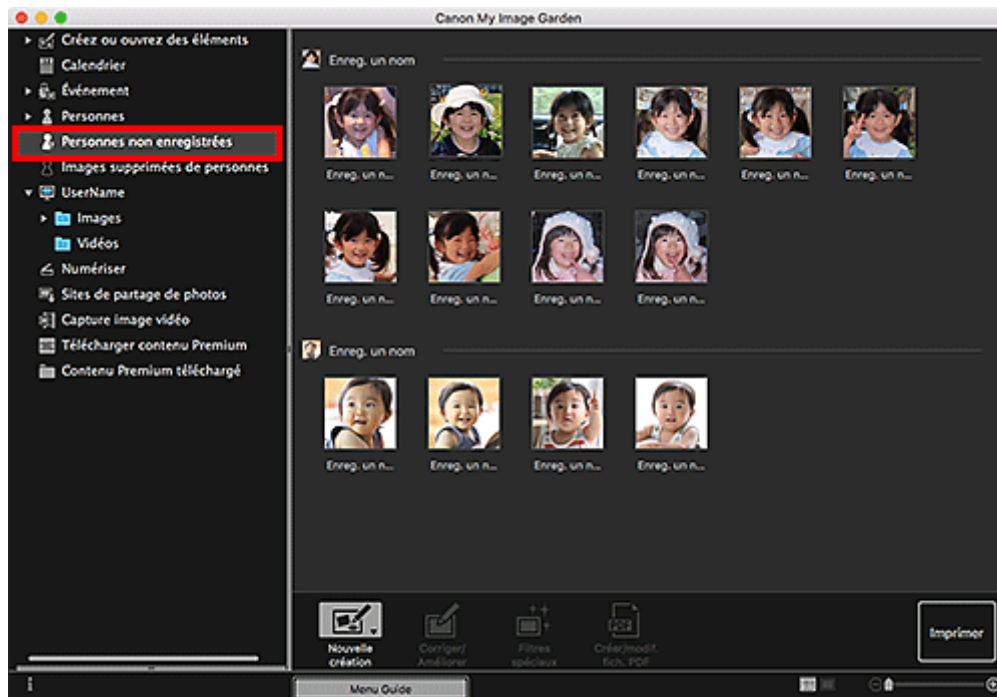 Canon My Image Garden
Créez ou ouvrez des éléments
Calendrier
Événement
Personnes
Personnes non enregistrées
Images supprimées de personnes
UserName
Images
Vidéos
Numériser
Sites de partage de photos
Capture image vidéo
Télécharger contenu Premium
Contenu Premium téléchargé
Enreg. un nom
Enreg. un n... Enreg. un n... Enreg. un n... Enreg. un n... Enreg. un n... Enreg. un n...
Enreg. un n... Enreg. un n... Enreg. un n... Enreg. un n...
Enreg. un nom
Enreg. un n... Enreg. un n... Enreg. un n... Enreg. un n...
Nouvelle
création
Corriger/
Améliorer
Filtres
spéciaux
PDF
Créer/modif.
fich. PDF
Imprimer
Menu Guide